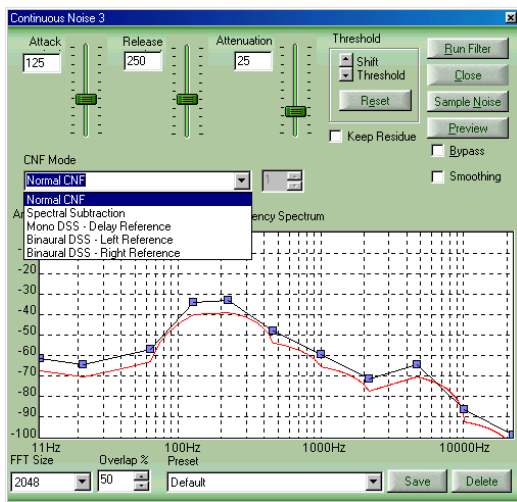 Continuous Noise 3
Attack
Release
Attenuation
Threshold
125
250
25
Shift
Threshold
Reset
Keep Residue
Run Filter
Close
Sample Noise
Preview
Bypass
Smoothing
CNF Mode
Normal CNF
1
Normal CNF
Spectral Subtraction
Mono DSS - Delay Reference
Binaural DSS - Left Reference
Binaural DSS - Right Reference
Spectrum
-20
-30
-40
-50
-60
-70
-80
-90
-100
11Hz
100Hz
1000Hz
10000Hz
FFT Size
Overlap %
Preset
2048
50
Default
Save
Delete